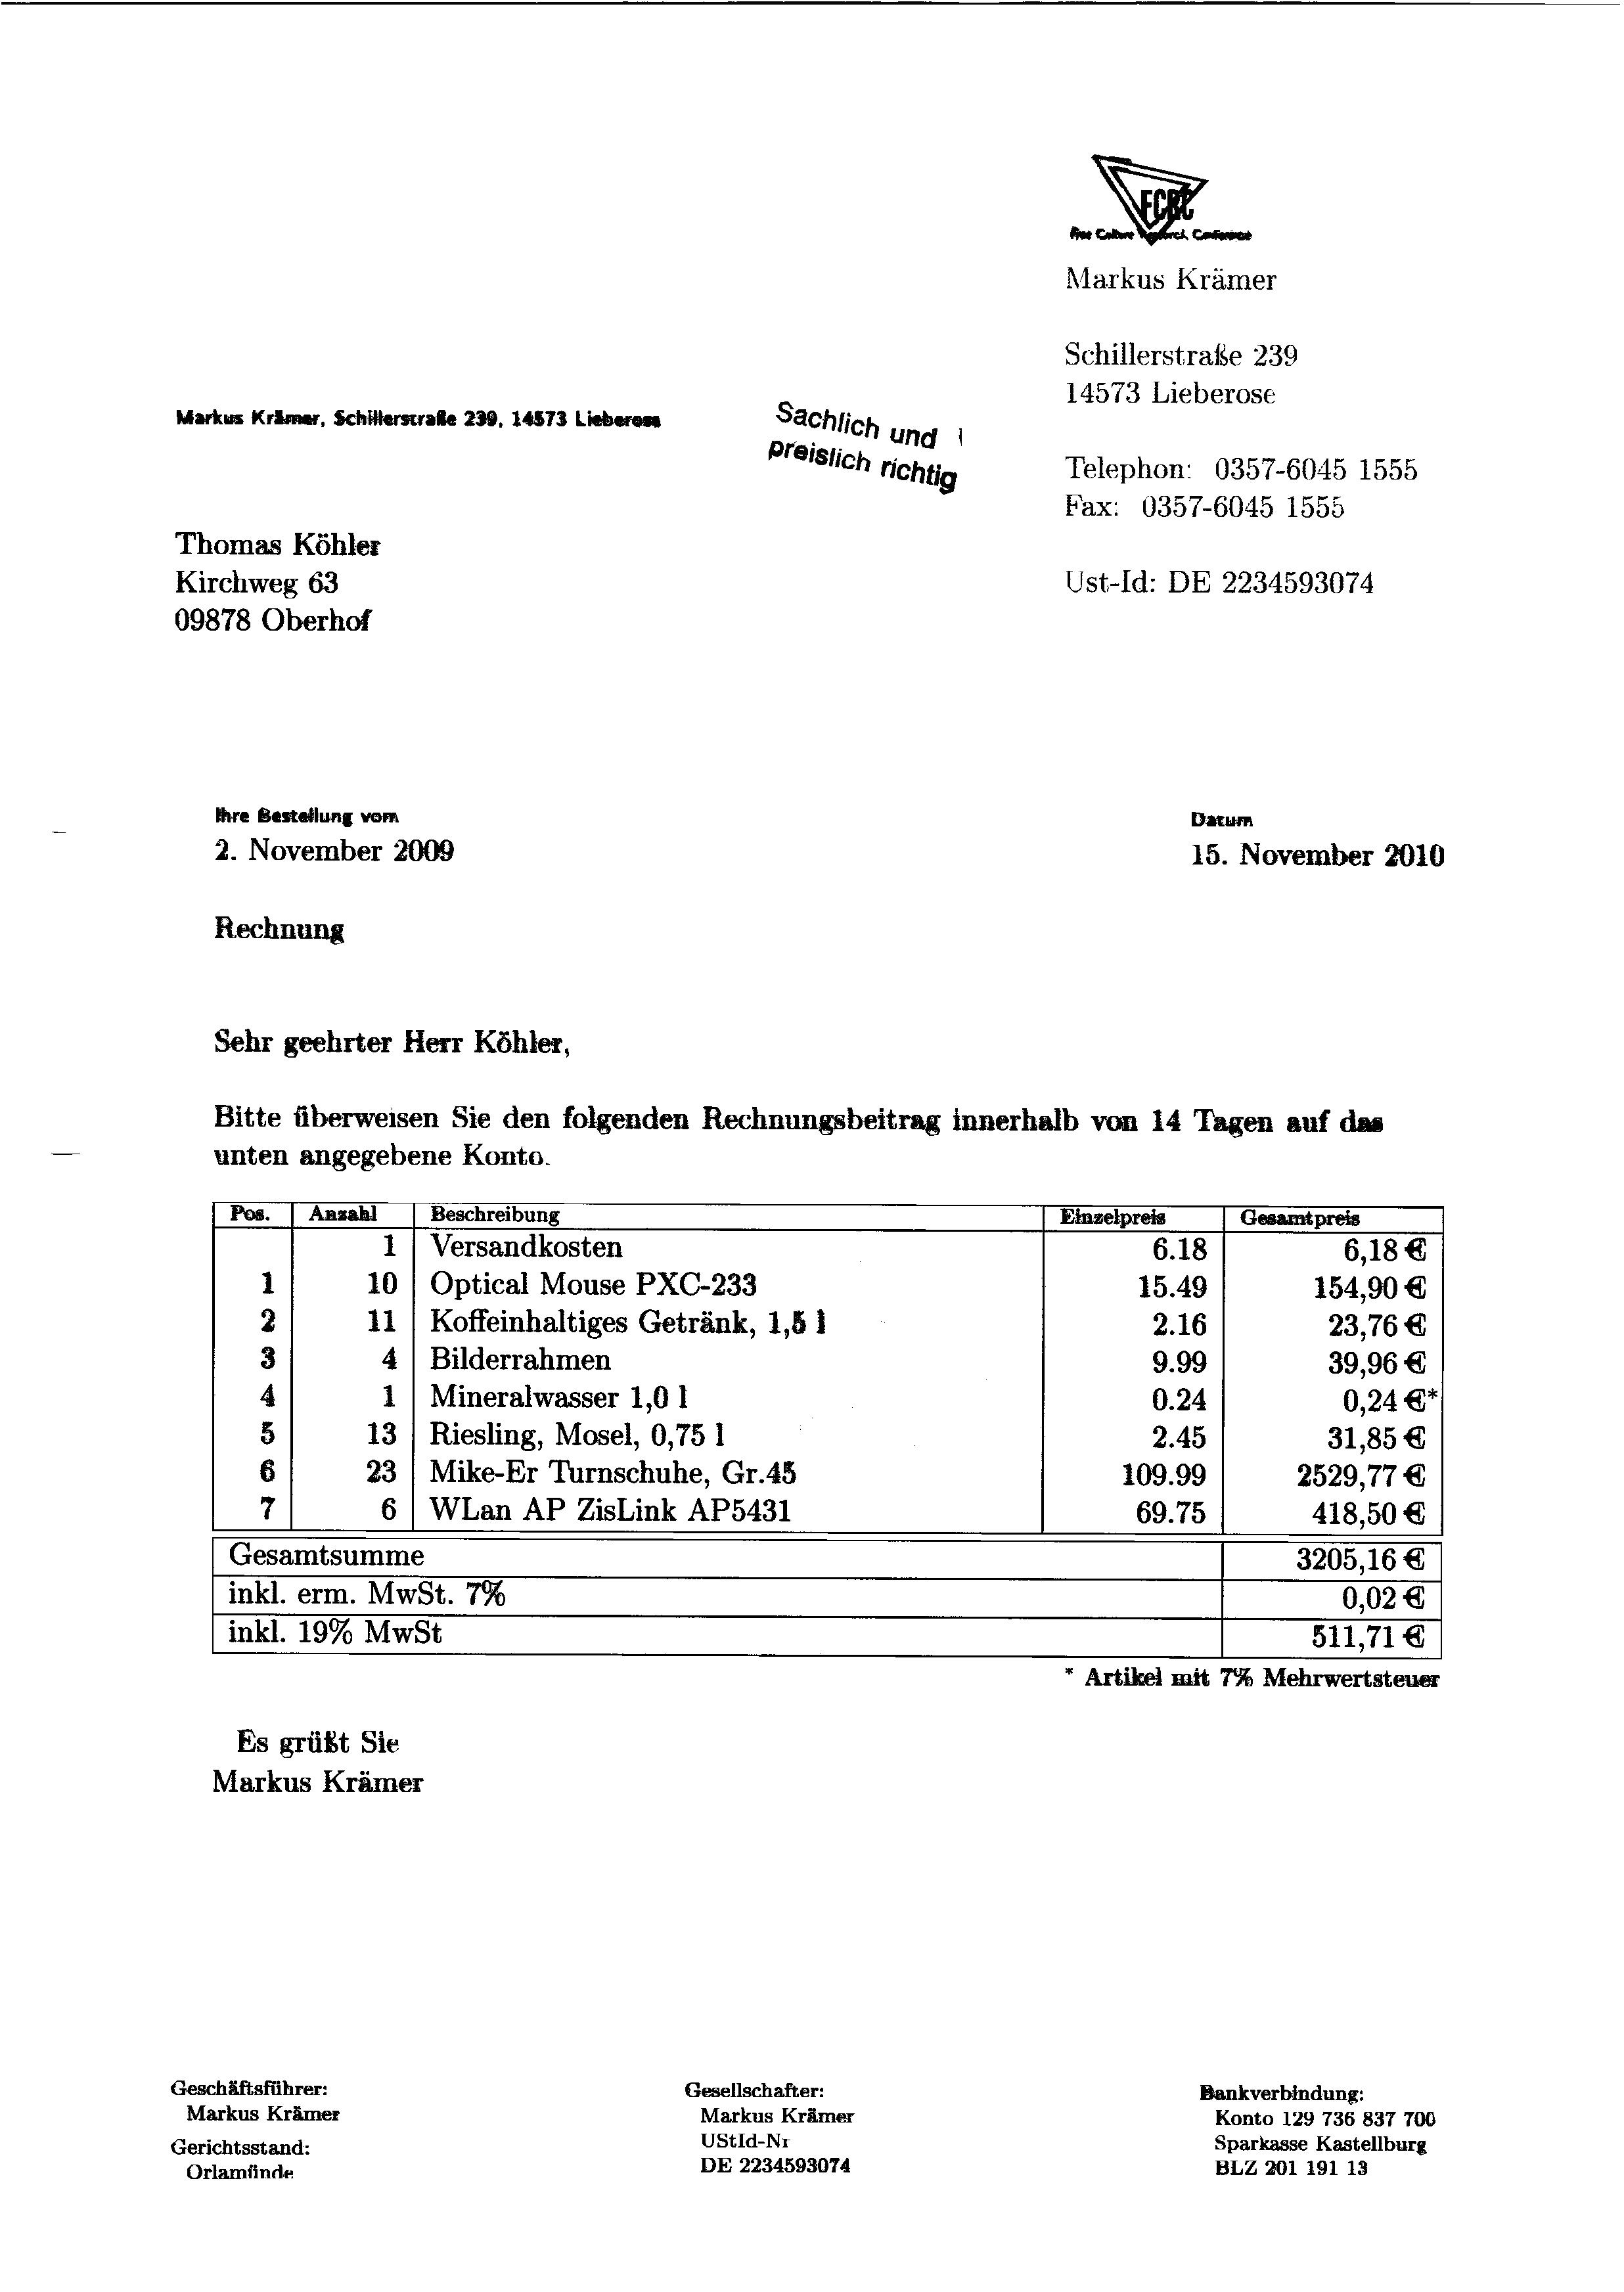 FCRC
Free Culture Research Conference
Markus Krämer
Schillerstraße 239
14573 Lieberose
Markus Krämer, Schillerstraße 239, 14573 Lieberose
Sachlich und
preislich richtig
Telephon: 0357-6045 1555
Fax: 0357-6045 1555
Thomas Köhler
Kirchweg 63
09878 Oberhof
Ust-Id: DE 2234593074
Ihre Bestellung vom
Datum
2. November 2009
15. November 2010
Rechnung
Sehr geehrter Herr Köhler,
Bitte überweisen Sie den folgenden Rechnungsbeitrag innerhalb von 14 Tagen auf das
unten angegebene Konto.
Pos. Anzahl Beschreibung Einzelpreis Gesamtpreis
1 Versandkosten 6.18 6,18 €
1 10 Optical Mouse PXC-233 15.49 154,90 €
2 11 Koffeinhaltiges Getränk, 1,5 l 2.16 23,76 €
3 4 Bilderrahmen 9.99 39,96 €
4 1 Mineralwasser 1,0 l 0.24 0,24 €*
5 13 Riesling, Mosel, 0,75 l 2.45 31,85 €
6 23 Mike-Er Turnschuhe, Gr.45 109.99 2529,77 €
7 6 WLan AP ZisLink AP5431 69.75 418,50 €
Gesamtsumme 3205,16 €
inkl. erm. MwSt. 7% 0,02 €
inkl. 19% MwSt 511,71 €
* Artikel mit 7% Mehrwertsteuer
Es grüßt Sie
Markus Krämer
Geschäftsführer:
Markus Krämer
Gerichtsstand:
Orlamünde
Gesellschafter:
Markus Krämer
UStId-Nr
DE 2234593074
Bankverbindung:
Konto 129 736 837 700
Sparkasse Kastellburg
BLZ 201 191 13